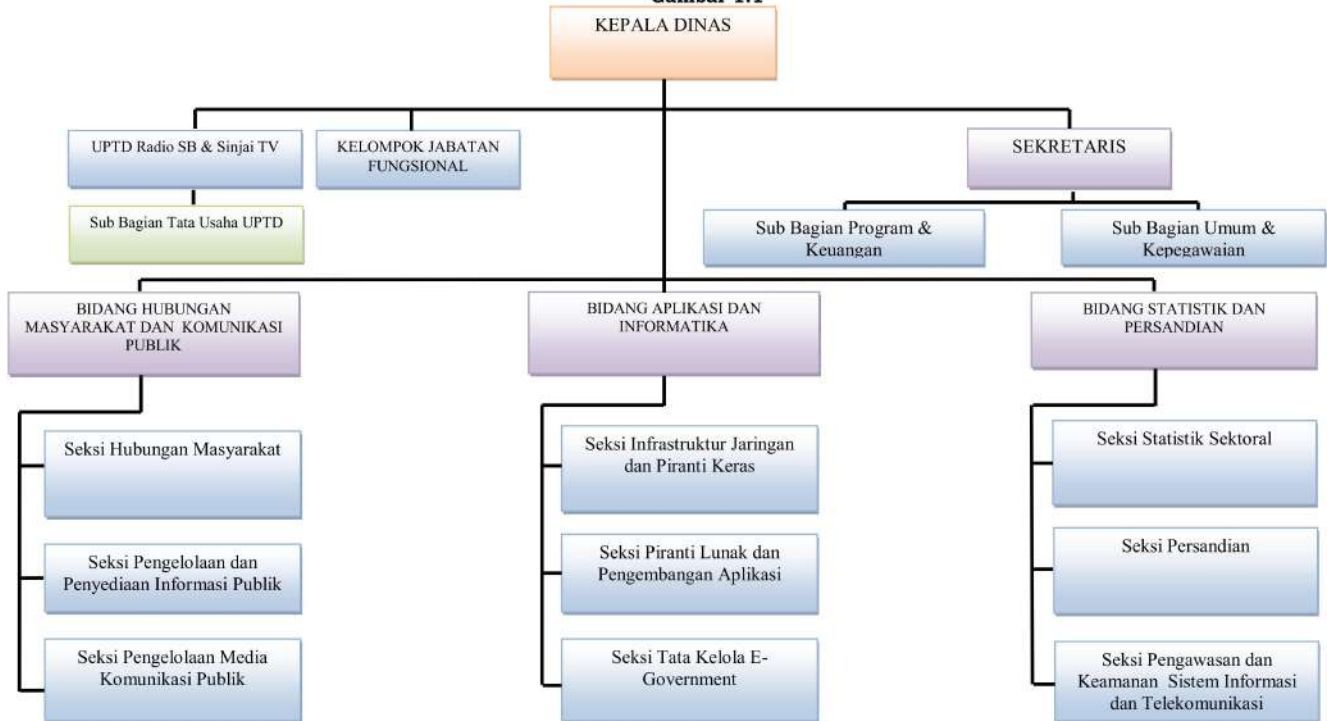 Gambar 1.1
KEPALA DINAS
UPTD Radio SB & Sinjai TV
KELOMPOK JABATAN
FUNGSIONAL
SEKRETARIS
Sub Bagian Tata Usaha UPTD
Sub Bagian Program &
Keuangan
Sub Bagian Umum &
Kepegawaian
BIDANG HUBUNGAN
MASYARAKAT DAN KOMUNIKASI
PUBLIK
BIDANG APLIKASI DAN
INFORMATIKA
BIDANG STATISTIK DAN
PERSANDIAN
Seksi Hubungan Masyarakat
Seksi Pengelolaan dan
Penyediaan Informasi Publik
Seksi Pengelolaan Media
Komunikasi Publik
Seksi Infrastruktur Jaringan
dan Piranti Keras
Seksi Piranti Lunak dan
Pengembangan Aplikasi
Seksi Tata Kelola E-
Government
Seksi Statistik Sektoral
Seksi Persandian
Seksi Pengawasan dan
Keamanan Sistem Informasi
dan Telekomunikasi